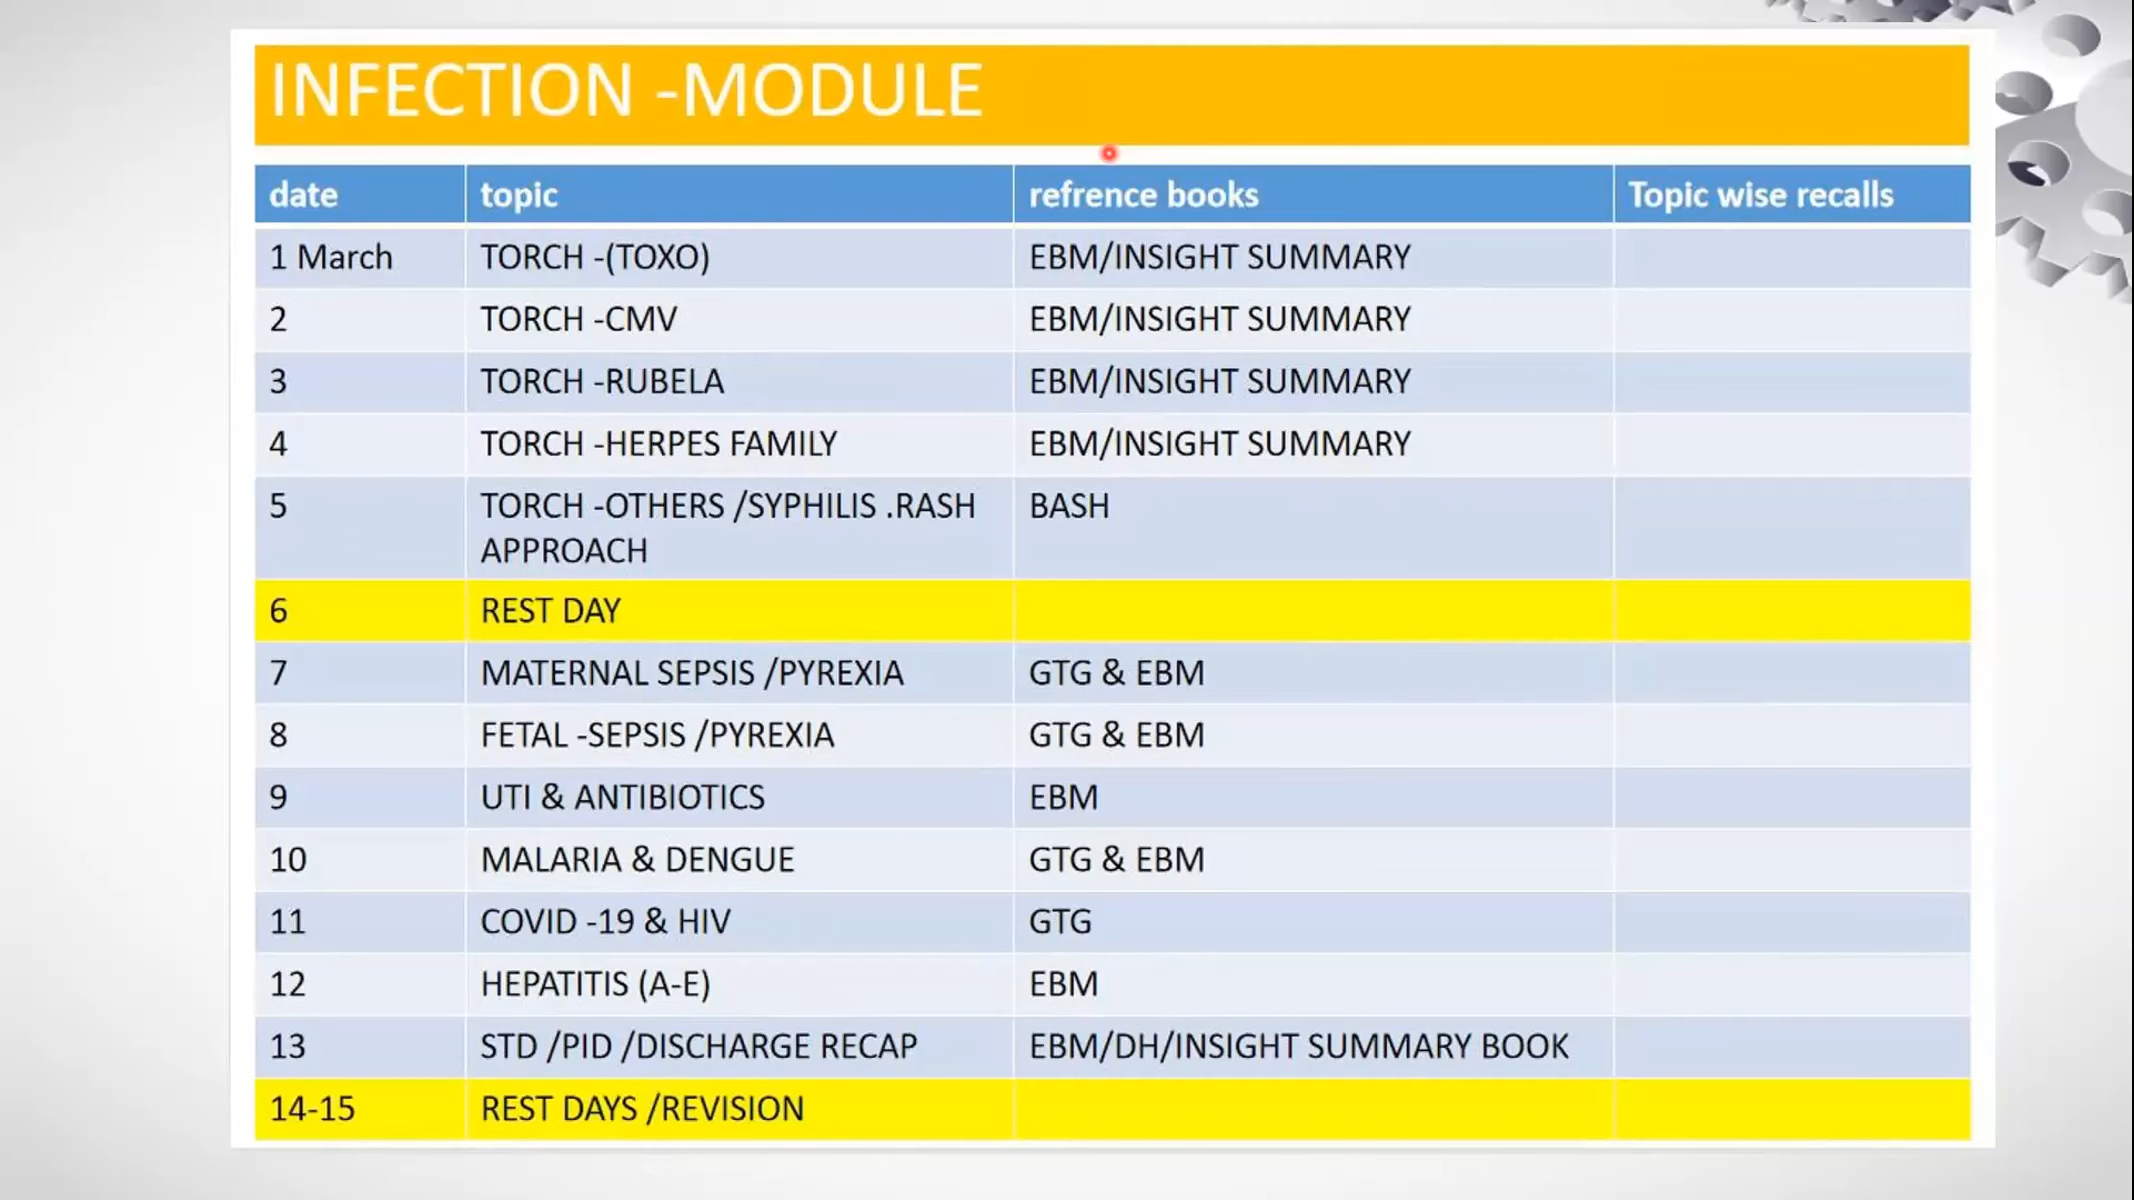 INFECTION -MODULE
date topic refrence books Topic wise recalls
1 March TORCH -(TOXO) EBM/INSIGHT SUMMARY
2 TORCH -CMV EBM/INSIGHT SUMMARY
3 TORCH -RUBELA EBM/INSIGHT SUMMARY
4 TORCH -HERPES FAMILY EBM/INSIGHT SUMMARY
5 TORCH -OTHERS /SYPHILIS .RASH BASH
APPROACH
6 REST DAY
7 MATERNAL SEPSIS /PYREXIA GTG & EBM
8 FETAL -SEPSIS /PYREXIA GTG & EBM
9 UTI & ANTIBIOTICS EBM
10 MALARIA & DENGUE GTG & EBM
11 COVID -19 & HIV GTG
12 HEPATITIS (A-E) EBM
13 STD /PID /DISCHARGE RECAP EBM/DH/INSIGHT SUMMARY BOOK
14-15 REST DAYS /REVISION